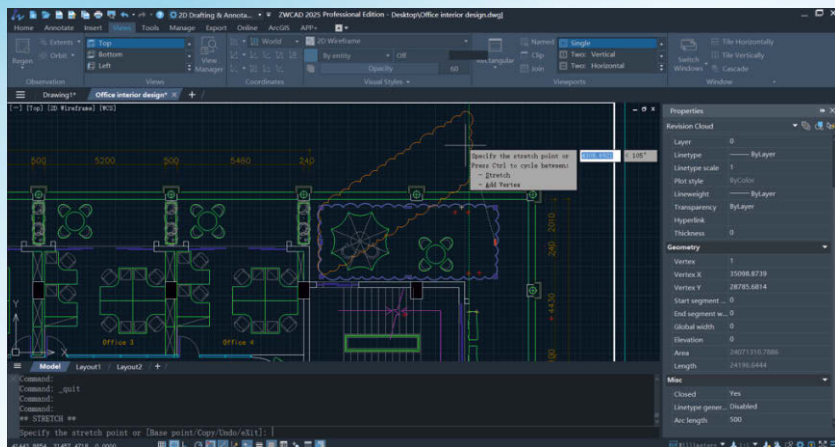 2D Drafting & Annota... ZWCAD 2025 Professional Edition - Desktop\Office interior design.dwg]
Home Annotate Insert Views Tools Manage Export Online ArcGIS APP+
Extents Top World 2D Wireframe Named Single Tile Horizontally
Regen Orbit Bottom View By entity Off Rectangular Clip Two: Vertical Switch Tile Vertically
Left Manager Opacity 60 Join Two: Horizontal Windows Cascade
Observation Views Coordinates Visual Styles Viewports Window
Drawing1* Office interior design*
[-] [Top] [2D Wireframe] [WCS]
500 5200 500 5460 240
Specify the stretch point or
Press Ctrl to cycle between:
- Stretch
- Add Vertex
< 105°
2010
240
4430
Office 3 Office 4
Y
X
Properties
Revision Cloud
Layer 0
Linetype ByLayer
Linetype scale 1
Plot style ByColor
Lineweight ByLayer
Transparency ByLayer
Hyperlink
Thickness 0
Geometry
Vertex 1
Vertex X 35098.8739
Vertex Y 28785.6814
Start segment ... 0
End segment w... 0
Global width 0
Elevation 0
Area 24071310.7886
Length 24196.6444
Misc
Closed Yes
Linetype gener... Disabled
Arc length 500
Model Layout1 Layout2 +
Command:
Command: _quit
Command:
Command:
** STRETCH **
Specify the stretch point or [Base point/Copy/Undo/eXit]:
Millimeters